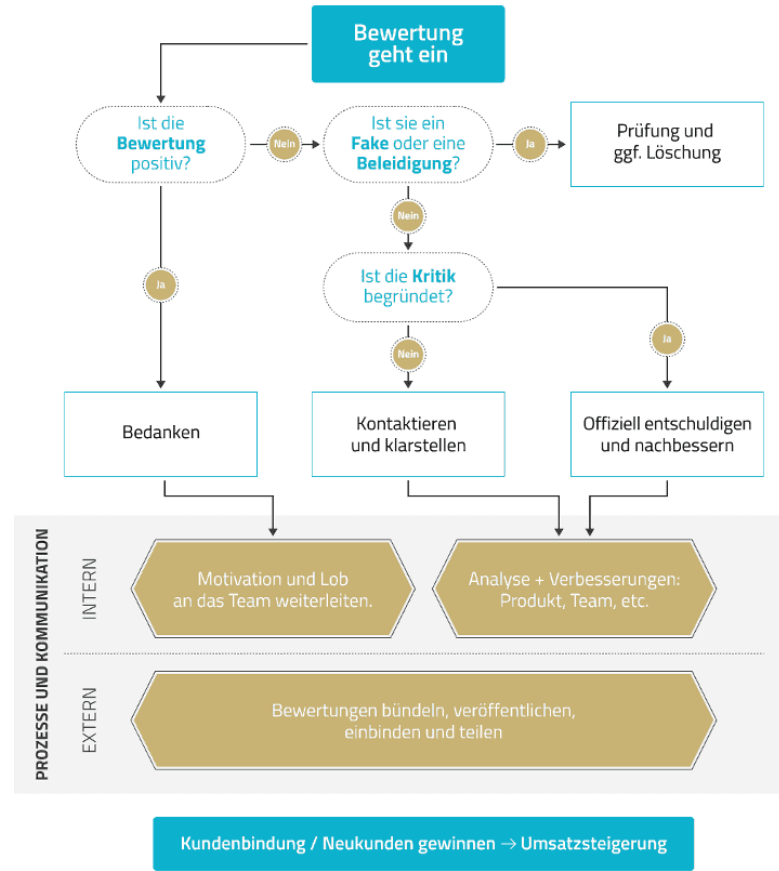 Bewertung
geht ein
Ist die
Bewertung
positiv?
Nein
Ist sie ein
Fake oder eine
Beleidigung?
Ja
Prüfung und
ggf. Löschung
Nein
Ist die Kritik
begründet?
Ja
Nein
Ja
Bedanken
Kontaktieren
und klarstellen
Offiziell entschuldigen
und nachbessern
PROZESSE UND KOMMUNIKATION
INTERN
Motivation und Lob
an das Team weiterleiten.
Analyse + Verbesserungen:
Produkt, Team, etc.
EXTERN
Bewertungen bündeln, veröffentlichen,
einbinden und teilen
Kundenbindung / Neukunden gewinnen → Umsatzsteigerung